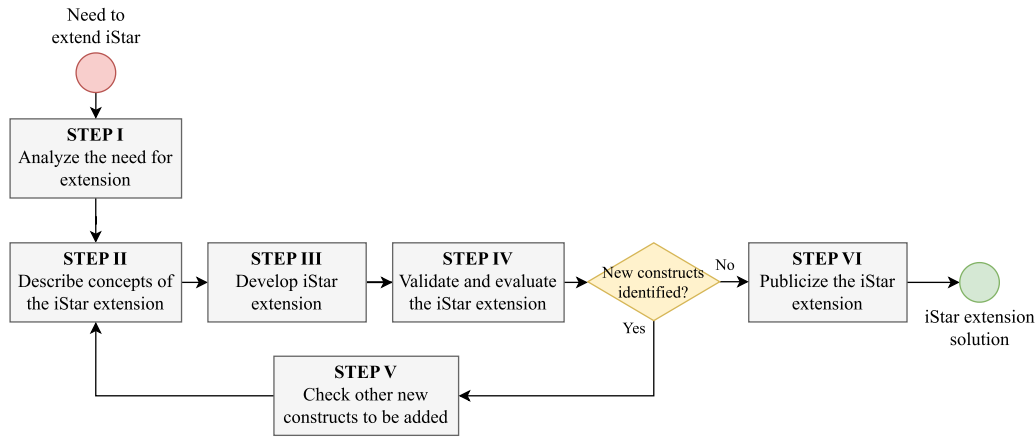 Need to
extend iStar
STEP I
Analyze the need for
extension
STEP II
Describe concepts of
the iStar extension
STEP III
Develop iStar
extension
STEP IV
Validate and evaluate
the iStar extension
New constructs
identified?
No
Yes
STEP V
Check other new
constructs to be added
STEP VI
Publicize the iStar
extension
iStar extension
solution